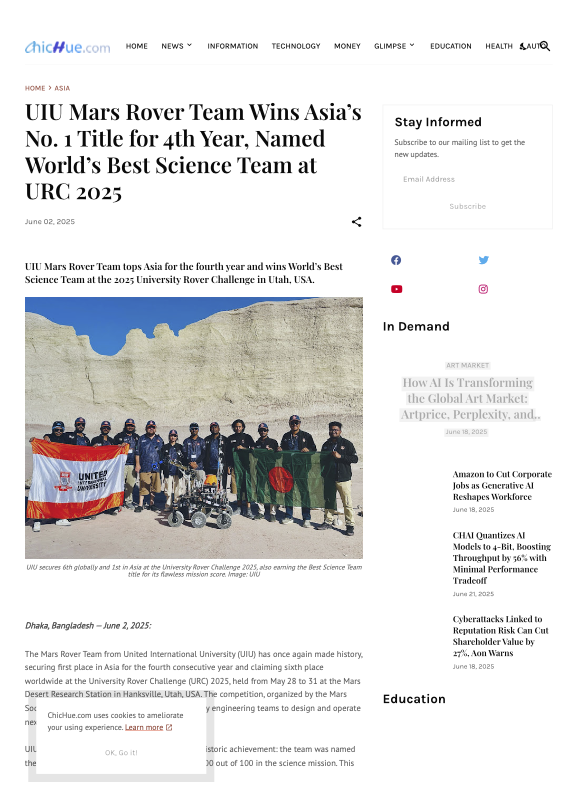 ChicHue.com
HOME NEWS INFORMATION TECHNOLOGY MONEY GLIMPSE EDUCATION HEALTH AUTO
HOME › ASIA
UIU Mars Rover Team Wins Asia's
No. 1 Title for 4th Year, Named
World's Best Science Team at
URC 2025
June 02, 2025
UIU Mars Rover Team tops Asia for the fourth year and wins World's Best
Science Team at the 2025 University Rover Challenge in Utah, USA.
UNITED
INTERNATIONAL
UNIVERSITY
UIU secures 6th globally and 1st in Asia at the University Rover Challenge 2025, also earning the Best Science Team
title for its flawless mission score. Image: UIU
Dhaka, Bangladesh — June 2, 2025:
The Mars Rover Team from United International University (UIU) has once again made history,
securing first place in Asia for the fourth consecutive year and claiming sixth place
worldwide at the University Rover Challenge (URC) 2025, held from May 28 to 31 at the Mars
Desert Research Station in Hanksville, Utah, USA. The competition, organized by the Mars
engineering teams to design and operate
UIU
historic achievement: the team was named
the
out of 100 in the science mission. This
ChicHue.com uses cookies to ameliorate
your using experience. Learn more
OK, Go it!
Stay Informed
Subscribe to our mailing list to get the
new updates.
Email Address
Subscribe
In Demand
ART MARKET
How AI Is Transforming
the Global Art Market:
Artprice, Perplexity, and..
June 18, 2025
Amazon to Cut Corporate
Jobs as Generative AI
Reshapes Workforce
June 18, 2025
CHAI Quantizes AI
Models to 4-Bit, Boosting
Throughput by 56% with
Minimal Performance
Tradeoff
June 21, 2025
Cyberattacks Linked to
Reputation Risk Can Cut
Shareholder Value by
27%, Aon Warns
June 18, 2025
Education